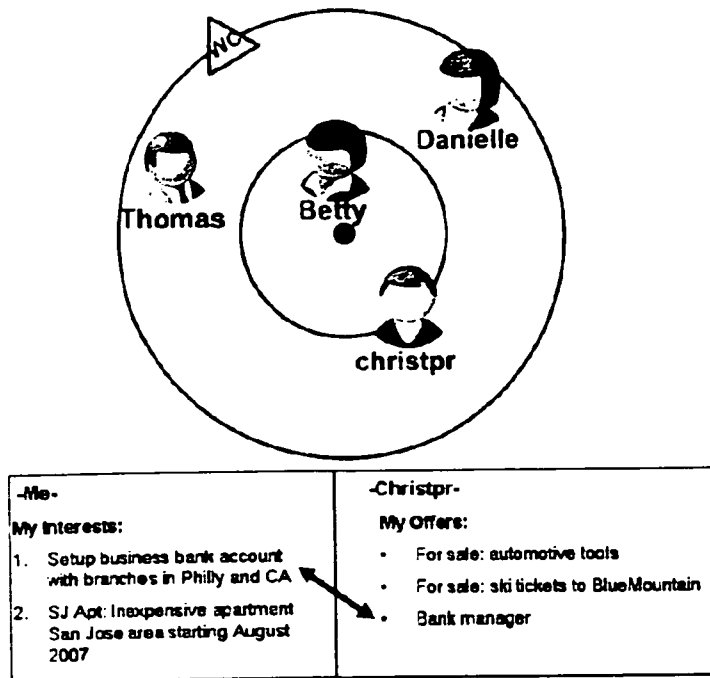 WC
Danielle
Thomas
Betty
christpr
-Me-
My Interests:
1. Setup business bank account
with branches in Philly and CA
2. SJ Apt: Inexpensive apartment
San Jose area starting August
2007
-Christpr-
My Offers:
• For sale: automotive tools
• For sale: ski tickets to BlueMountain
• Bank manager